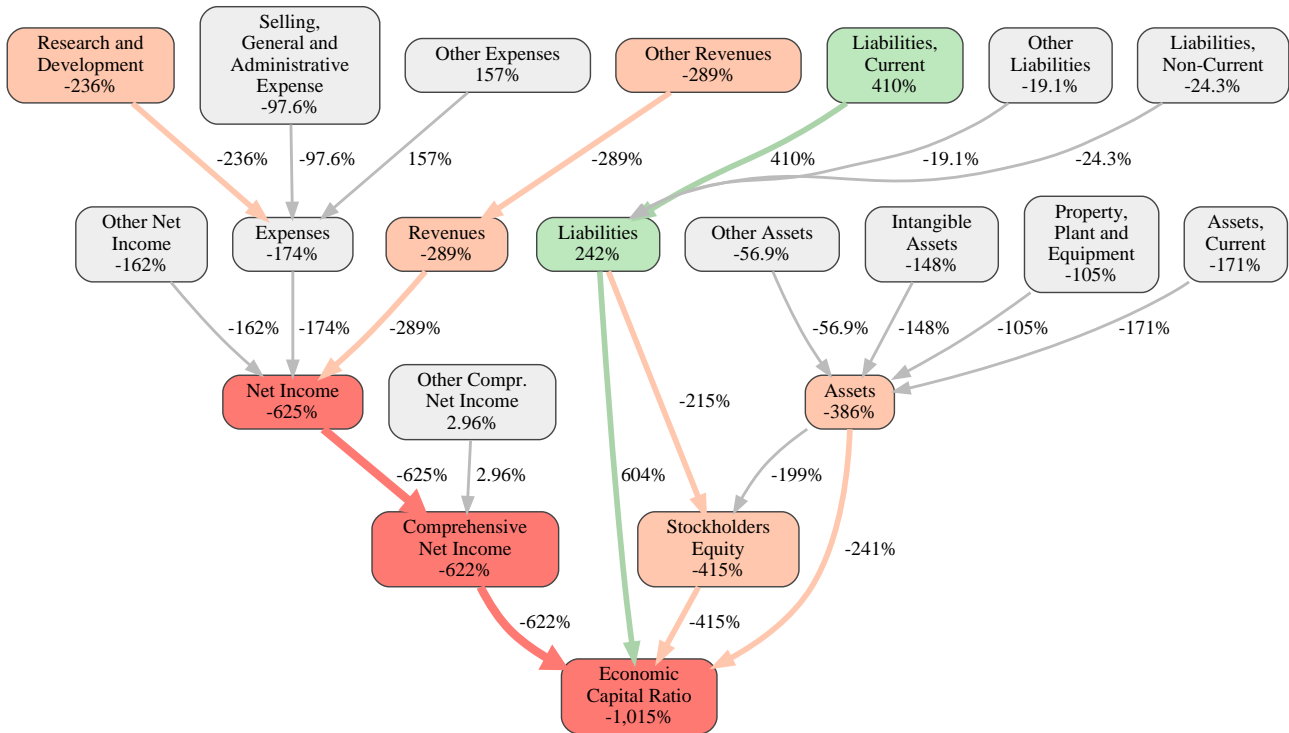 Research and
Development
-236%
Selling,
General and
Administrative
Expense
-97.6%
Other Expenses
157%
Other Revenues
-289%
Liabilities,
Current
410%
Other
Liabilities
-19.1%
Liabilities,
Non-Current
-24.3%
-236%
-97.6%
157%
-289%
410%
-19.1%
-24.3%
Other Net
Income
-162%
Expenses
-174%
Revenues
-289%
Liabilities
242%
Other Assets
-56.9%
Intangible
Assets
-148%
Property,
Plant and
Equipment
-105%
Assets,
Current
-171%
-162%
-174%
-289%
-56.9%
-148%
-105%
-171%
Net Income
-625%
Other Compr.
Net Income
2.96%
-215%
Assets
-386%
-625%
2.96%
604%
-199%
Comprehensive
Net Income
-622%
Stockholders
Equity
-415%
-241%
-622%
-415%
Economic
Capital Ratio
-1,015%